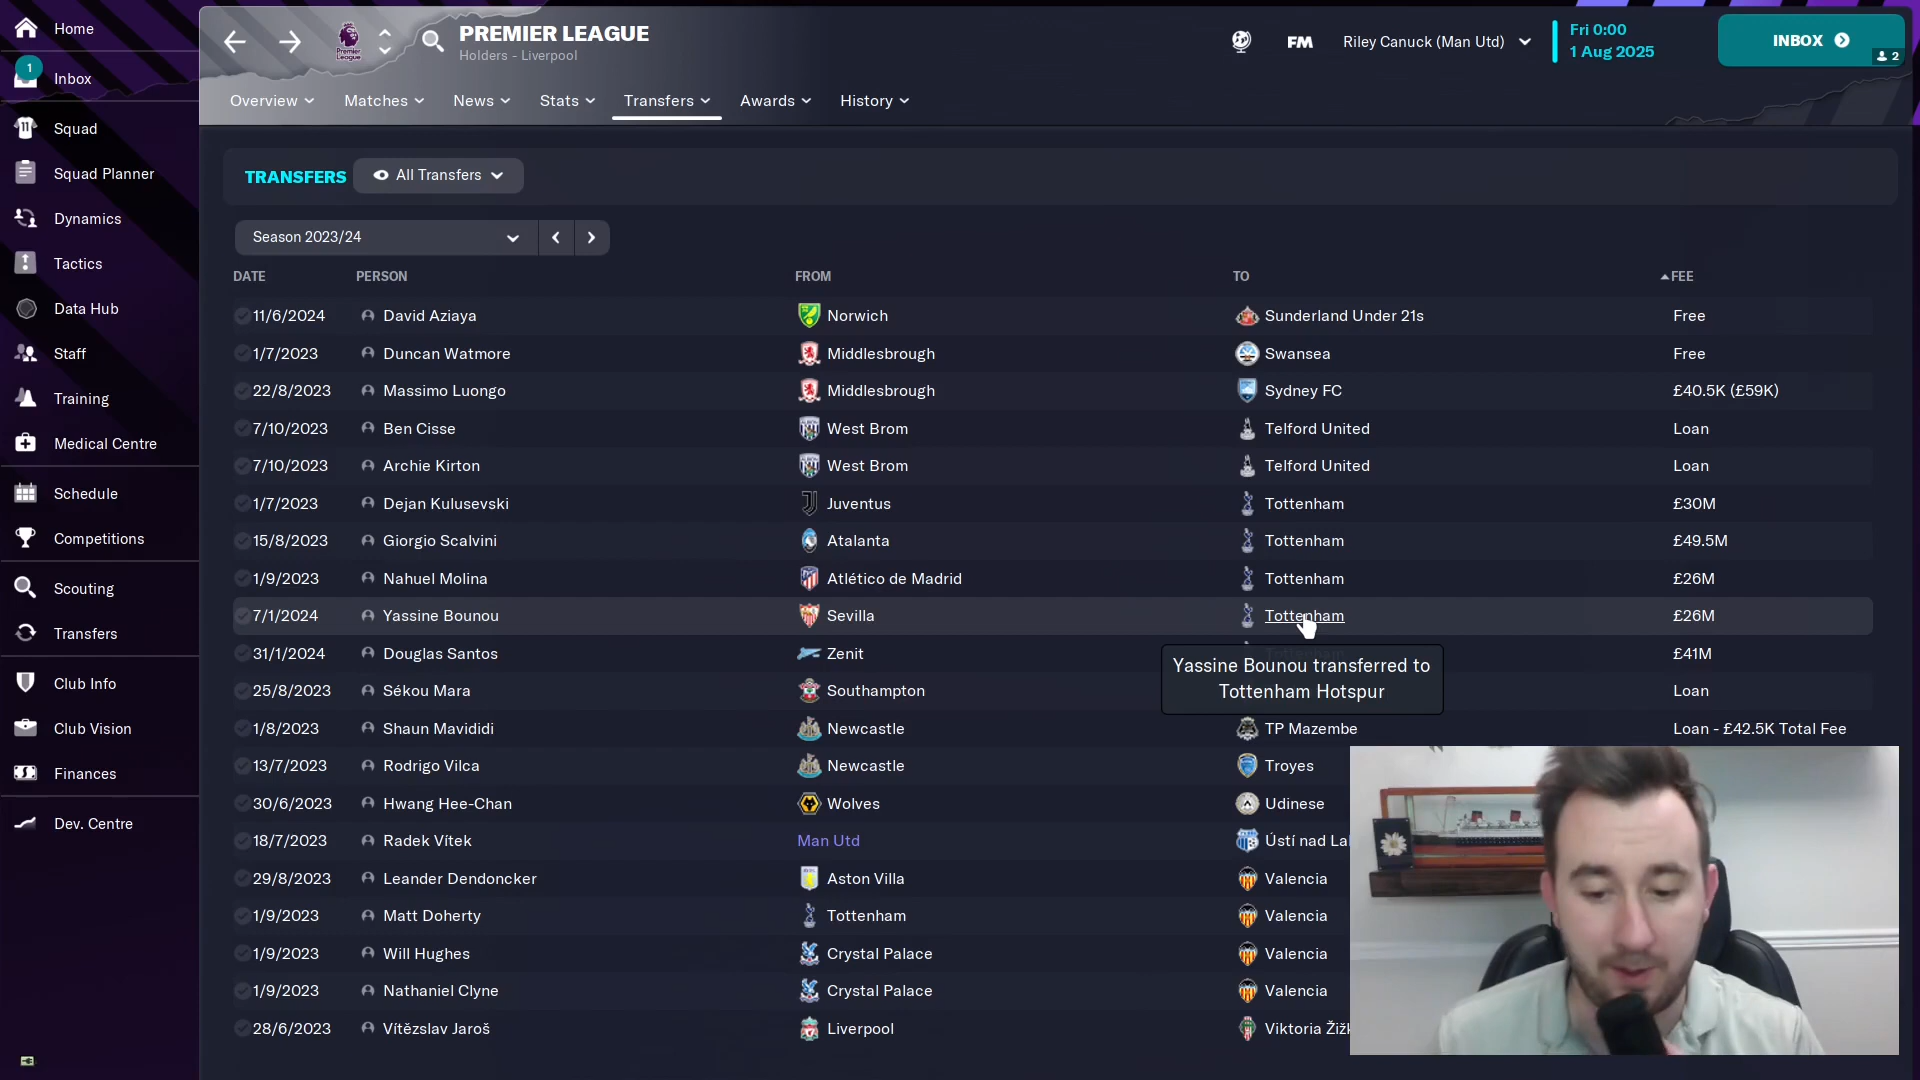 Home
PREMIER LEAGUE
Holders - Liverpool
FM
Riley Canuck (Man Utd)
Fri 0:00
1 Aug 2025
INBOX
2
1
Inbox
Overview
Matches
News
Stats
Transfers
Awards
History
Squad
Squad Planner
Dynamics
Tactics
Data Hub
Staff
Training
Medical Centre
Schedule
Competitions
Scouting
Transfers
Club Info
Club Vision
Finances
Dev. Centre
TRANSFERS
All Transfers
Season 2023/24
DATE PERSON FROM TO FEE
11/6/2024 David Aziaya Norwich Sunderland Under 21s Free
1/7/2023 Duncan Watmore Middlesbrough Swansea Free
22/8/2023 Massimo Luongo Middlesbrough Sydney FC £40.5K (£59K)
7/10/2023 Ben Cisse West Brom Telford United Loan
7/10/2023 Archie Kirton West Brom Telford United Loan
1/7/2023 Dejan Kulusevski Juventus Tottenham £30M
15/8/2023 Giorgio Scalvini Atalanta Tottenham £49.5M
1/9/2023 Nahuel Molina Atlético de Madrid Tottenham £26M
7/1/2024 Yassine Bounou Sevilla Tottenham £26M
31/1/2024 Douglas Santos Zenit £41M
Yassine Bounou transferred to
Tottenham Hotspur
25/8/2023 Sékou Mara Southampton Loan
1/8/2023 Shaun Mavididi Newcastle TP Mazembe Loan - £42.5K Total Fee
13/7/2023 Rodrigo Vilca Newcastle Troyes
30/6/2023 Hwang Hee-Chan Wolves Udinese
18/7/2023 Radek Vítek Man Utd Ústí nad La
29/8/2023 Leander Dendoncker Aston Villa Valencia
1/9/2023 Matt Doherty Tottenham Valencia
1/9/2023 Will Hughes Crystal Palace Valencia
1/9/2023 Nathaniel Clyne Crystal Palace Valencia
28/6/2023 Vítězslav Jaroš Liverpool Viktoria Žižk